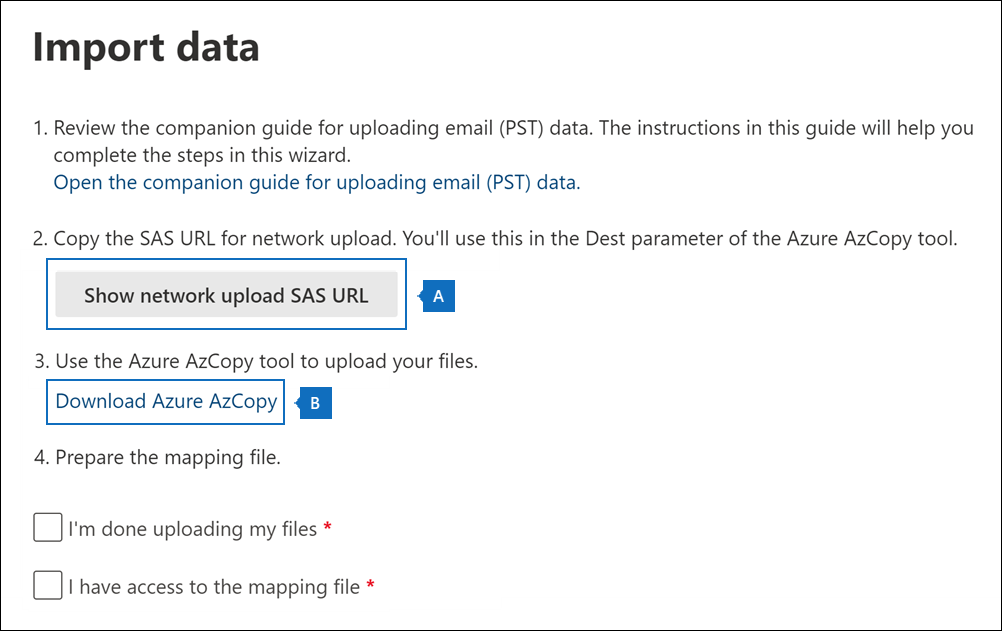 Import data
1. Review the companion guide for uploading email (PST) data. The instructions in this guide will help you
complete the steps in this wizard.
Open the companion guide for uploading email (PST) data.
2. Copy the SAS URL for network upload. You'll use this in the Dest parameter of the Azure AzCopy tool.
Show network upload SAS URL
A
3. Use the Azure AzCopy tool to upload your files.
Download Azure AzCopy
B
4. Prepare the mapping file.
I'm done uploading my files *
I have access to the mapping file *